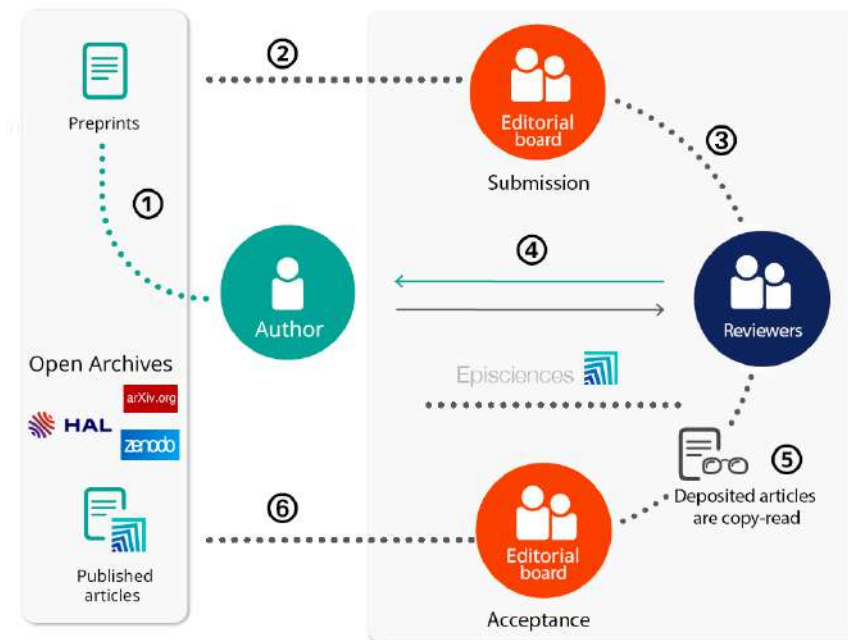 ②
Preprints
Editorial
board
③
Submission
①
④
Author
Reviewers
Open Archives
Episciences
arXiv.org
HAL
zenodo
⑤
Deposited articles
are copy-read
⑥
Published
articles
Editorial
board
Acceptance